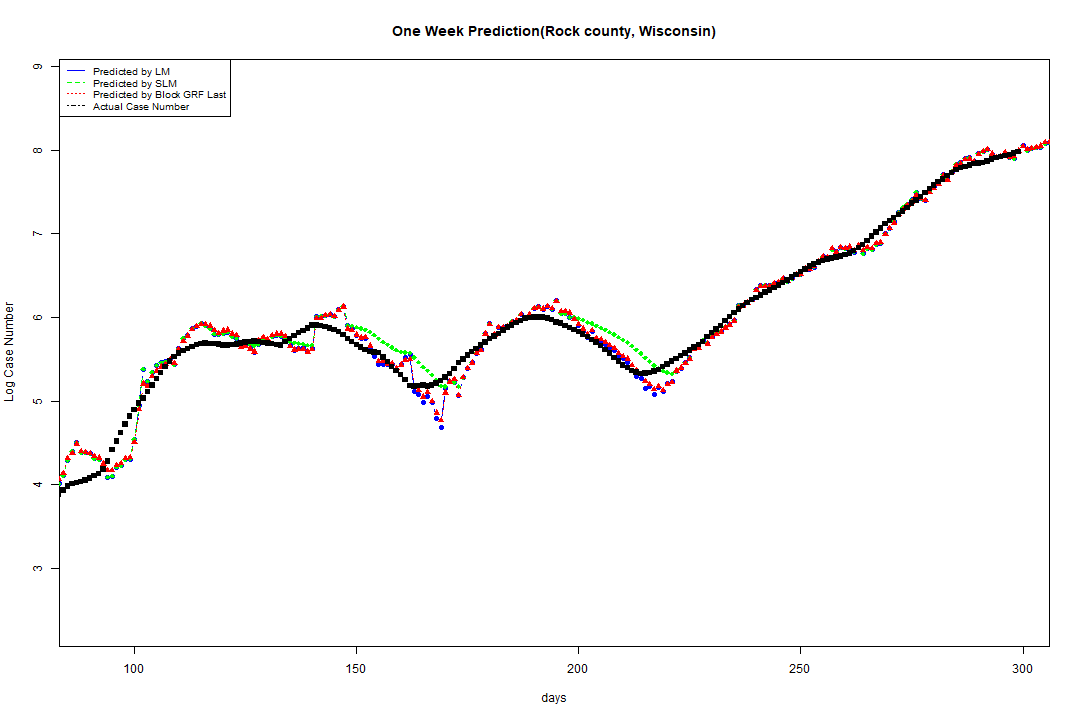 One Week Prediction(Rock county, Wisconsin)
Predicted by LM
Predicted by SLM
Predicted by Block GRF Last
Actual Case Number
9
8
7
6
5
4
3
Log Case Number
100 150 200 250 300
days